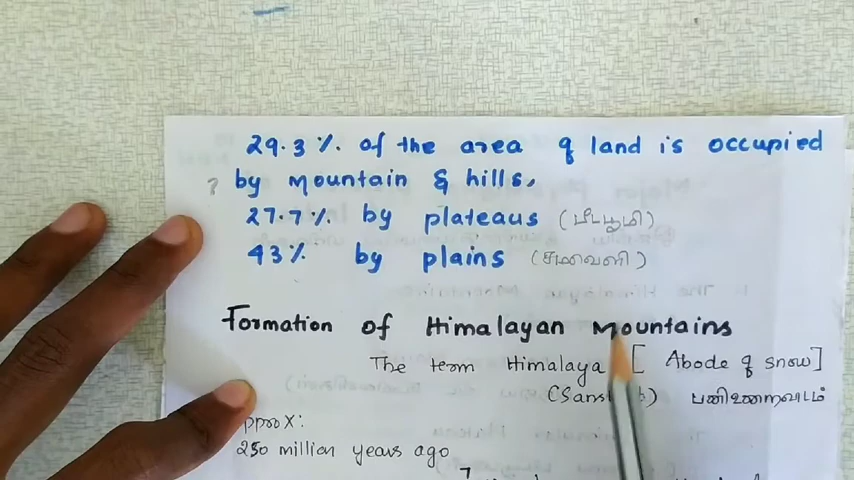 29.3% of the area of land is occupied
by mountain & hills.
27.7% by plateaus (பீடபூமி)
43% by plains (சமவெளி)
Formation of Himalayan Mountains
The term Himalaya [ Abode of snow]
பனிஉறைவிடம்
pprox:
250 million years ago